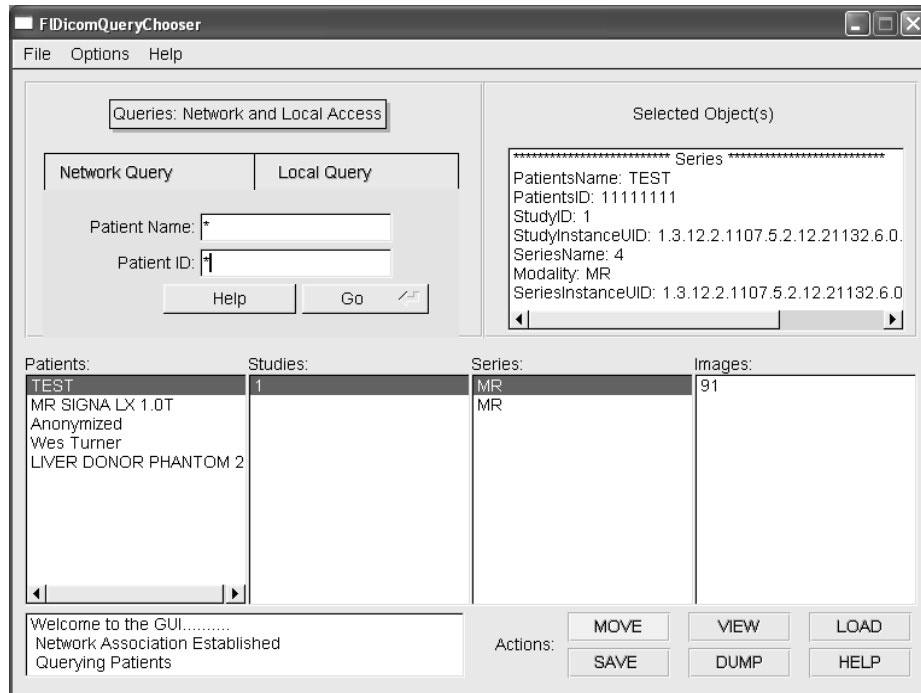 FlDicomQueryChooser
File Options Help
Queries: Network and Local Access
Network Query
Local Query
Patient Name: *
Patient ID: *
Help
Go
Selected Object(s)
************************** Series **************************
PatientsName: TEST
PatientsID: 11111111
StudyID: 1
StudyInstanceUID: 1.3.12.2.1107.5.2.12.21132.6.0.
SeriesName: 4
Modality: MR
SeriesInstanceUID: 1.3.12.2.1107.5.2.12.21132.6.0
Patients:
TEST
MR SIGNA LX 1.0T
Anonymized
Wes Turner
LIVER DONOR PHANTOM 2
Studies:
1
Series:
MR
MR
Images:
91
Welcome to the GUI..........
Network Association Established
Querying Patients
Actions:
MOVE
VIEW
LOAD
SAVE
DUMP
HELP